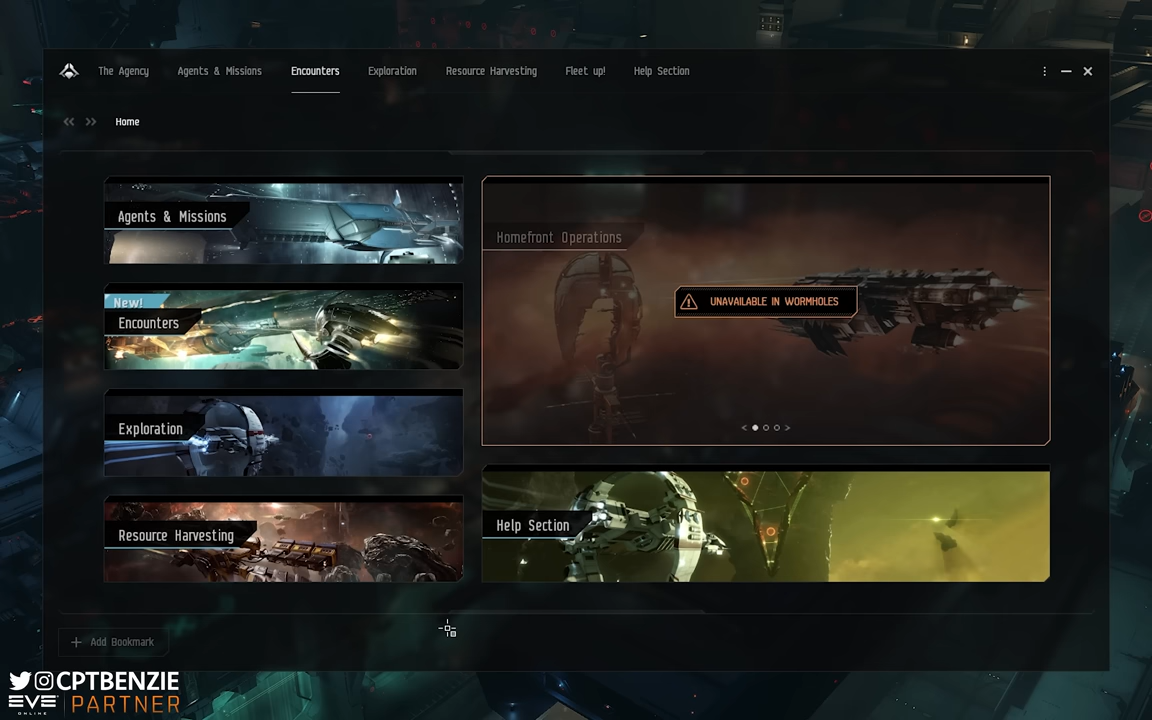 The Agency
Agents & Missions
Encounters
Exploration
Resource Harvesting
Fleet up!
Help Section
Home
Agents & Missions
Homefront Operations
UNAVAILABLE IN WORMHOLES
New!
Encounters
Exploration
Resource Harvesting
Help Section
Add Bookmark
CPTBENZIE
EVE ONLINE PARTNER